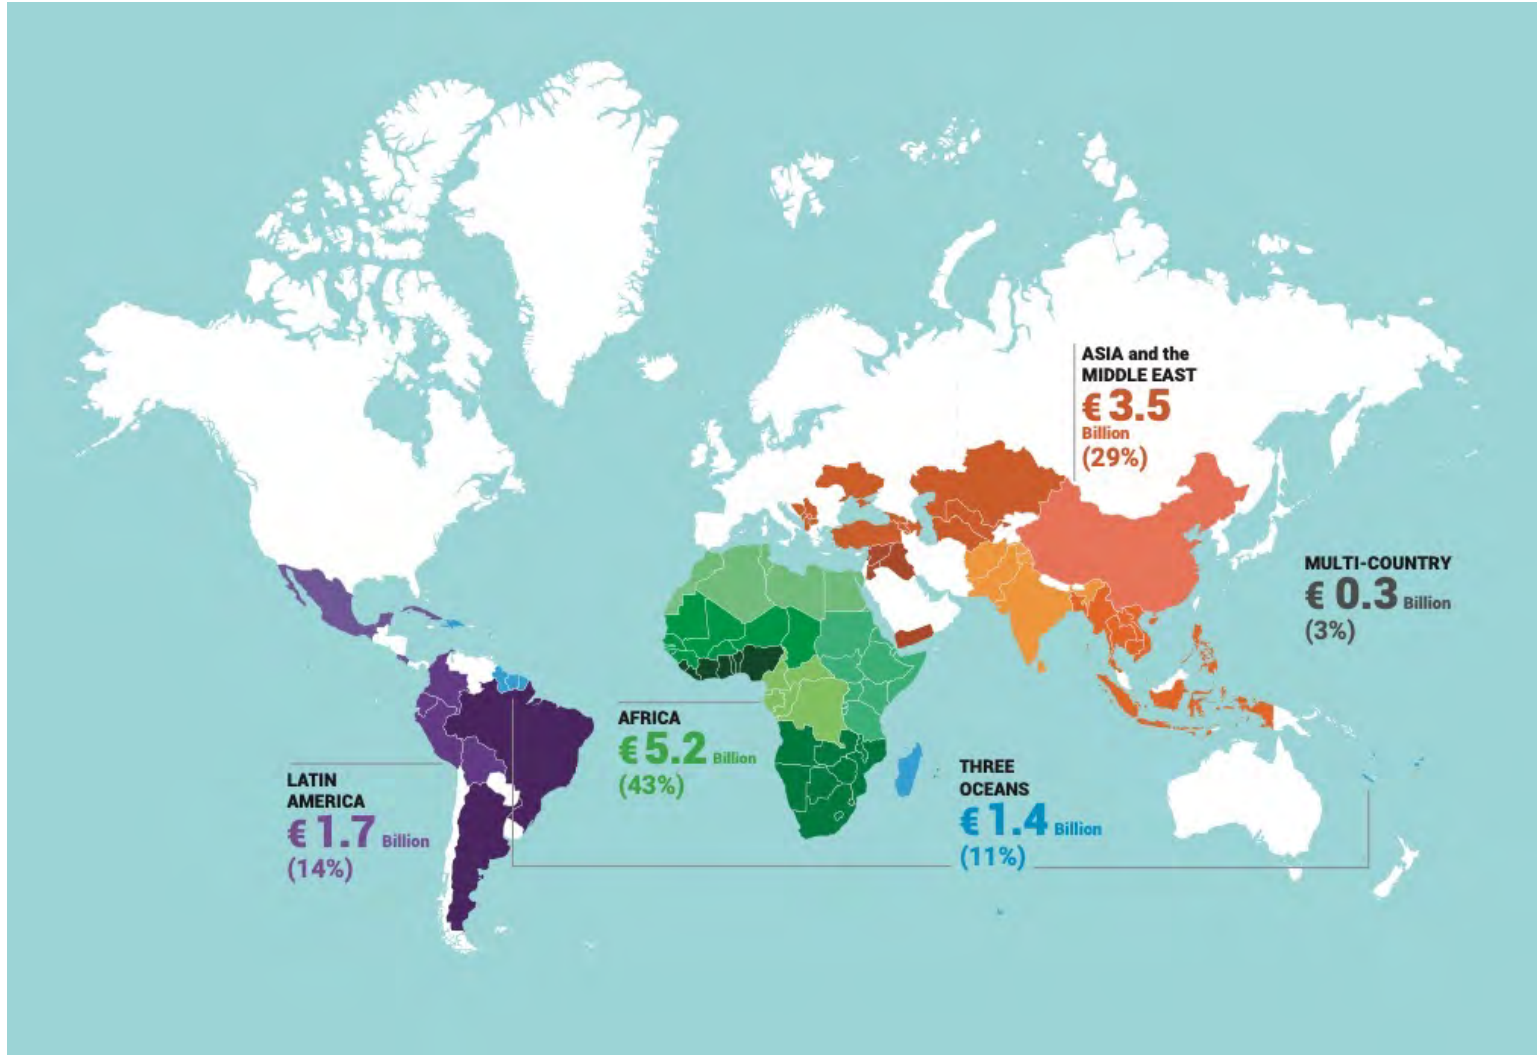 ASIA and the
MIDDLE EAST
€ 3.5
Billion
(29%)
MULTI-COUNTRY
€ 0.3 Billion
(3%)
AFRICA
€ 5.2 Billion
(43%)
THREE
OCEANS
€ 1.4 Billion
(11%)
LATIN
AMERICA
€ 1.7 Billion
(14%)